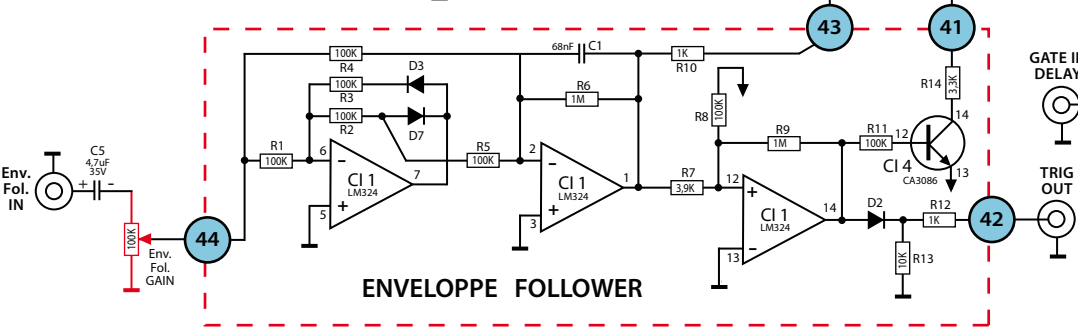 Env.
Fol.
IN
C5
4,7uF
35V
+
-
100K
Env.
Fol.
GAIN
44
R1
100K
100K
R4
100K
R3
100K
R2
D3
D7
6
-
5
+
7
CI 1
LM324
R5
100K
68nF
C1
R6
1M
2
-
3
+
1
CI 1
LM324
1K
R10
R7
3,9K
R8
100K
R9
1M
12
+
13
-
14
CI 1
LM324
R11
100K
12
14
13
CI 4
CA3086
R14
3,3K
D2
R13
10K
R12
1K
43
41
42
GATE I
DELAY
TRIG
OUT
ENVELOPPE FOLLOWER